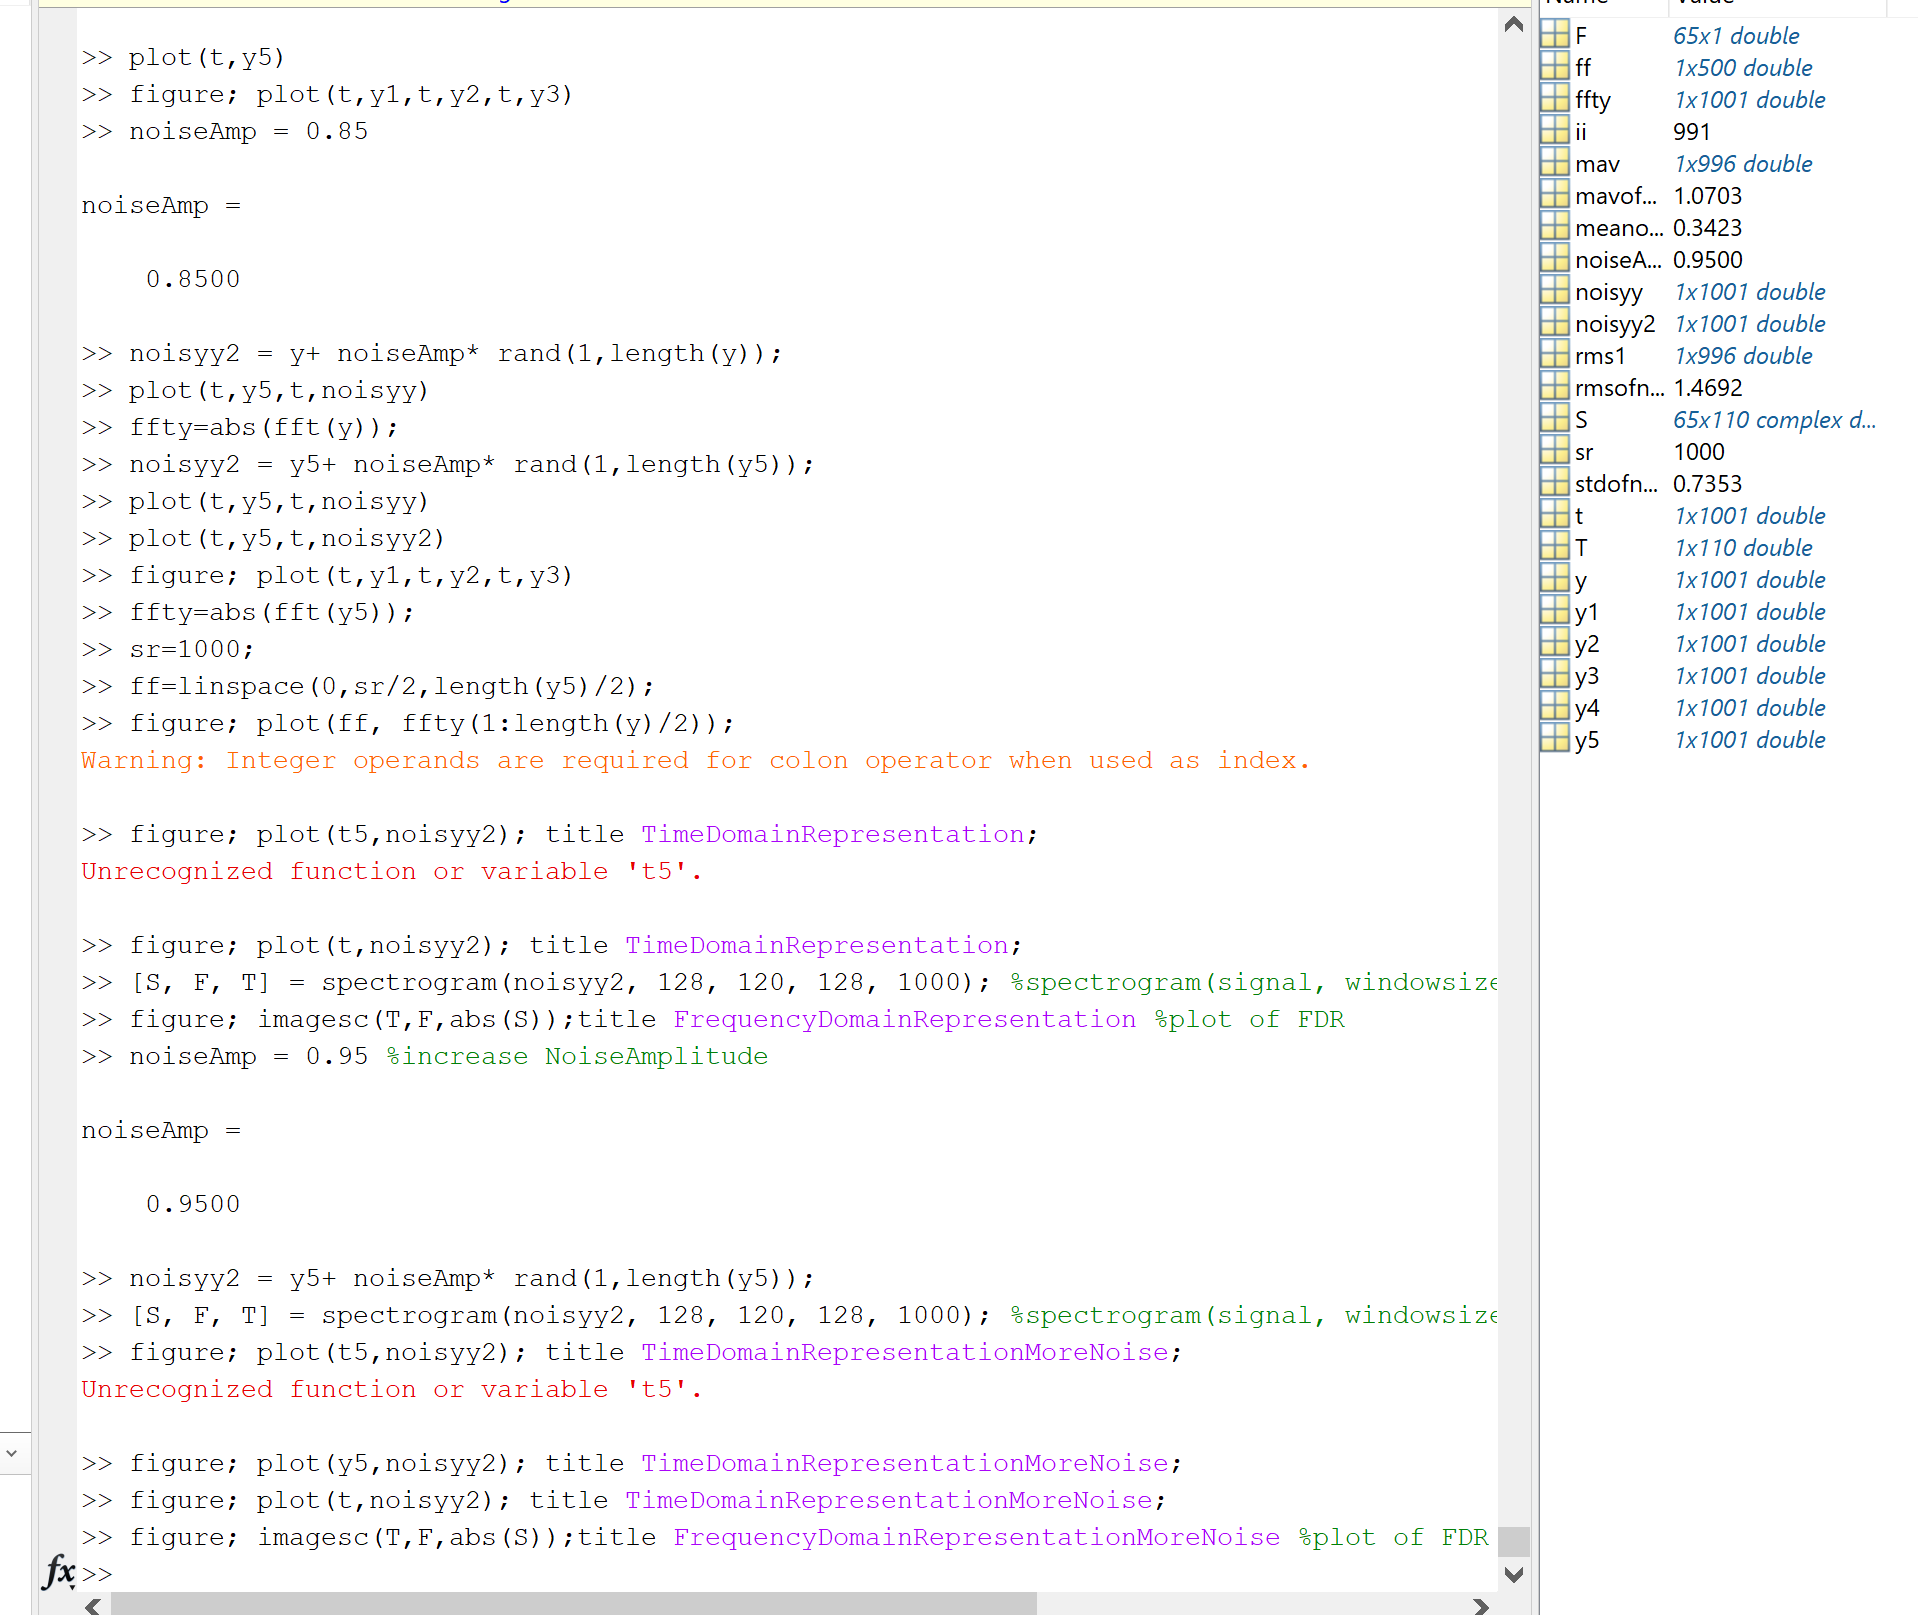 >> plot(t,y5)
>> figure; plot(t,y1,t,y2,t,y3)
>> noiseAmp = 0.85
noiseAmp =
0.8500
>> noisyy2 = y+ noiseAmp* rand(1,length(y));
>> plot(t,y5,t,noisyy)
>> ffty=abs(fft(y));
>> noisyy2 = y5+ noiseAmp* rand(1,length(y5));
>> plot(t,y5,t,noisyy)
>> plot(t,y5,t,noisyy2)
>> figure; plot(t,y1,t,y2,t,y3)
>> ffty=abs(fft(y5));
>> sr=1000;
>> ff=linspace(0,sr/2,length(y5)/2);
>> figure; plot(ff, ffty(1:length(y)/2));
Warning: Integer operands are required for colon operator when used as index.
>> figure; plot(t5,noisyy2); title TimeDomainRepresentation;
Unrecognized function or variable 't5'.
>> figure; plot(t,noisyy2); title TimeDomainRepresentation;
>> [S, F, T] = spectrogram(noisyy2, 128, 120, 128, 1000); %spectrogram(signal, windowsize
>> figure; imagesc(T,F,abs(S));title FrequencyDomainRepresentation %plot of FDR
>> noiseAmp = 0.95 %increase NoiseAmplitude
noiseAmp =
0.9500
>> noisyy2 = y5+ noiseAmp* rand(1,length(y5));
>> [S, F, T] = spectrogram(noisyy2, 128, 120, 128, 1000); %spectrogram(signal, windowsize
>> figure; plot(t5,noisyy2); title TimeDomainRepresentationMoreNoise;
Unrecognized function or variable 't5'.
>> figure; plot(y5,noisyy2); title TimeDomainRepresentationMoreNoise;
>> figure; plot(t,noisyy2); title TimeDomainRepresentationMoreNoise;
>> figure; imagesc(T,F,abs(S));title FrequencyDomainRepresentationMoreNoise %plot of FDR
fx >>
Name Value
F 65x1 double
ff 1x500 double
ffty 1x1001 double
ii 991
mav 1x996 double
mavof... 1.0703
meano... 0.3423
noiseA... 0.9500
noisyy 1x1001 double
noisyy2 1x1001 double
rms1 1x996 double
rmsofn... 1.4692
S 65x110 complex d...
sr 1000
stdofn... 0.7353
t 1x1001 double
T 1x110 double
y 1x1001 double
y1 1x1001 double
y2 1x1001 double
y3 1x1001 double
y4 1x1001 double
y5 1x1001 double